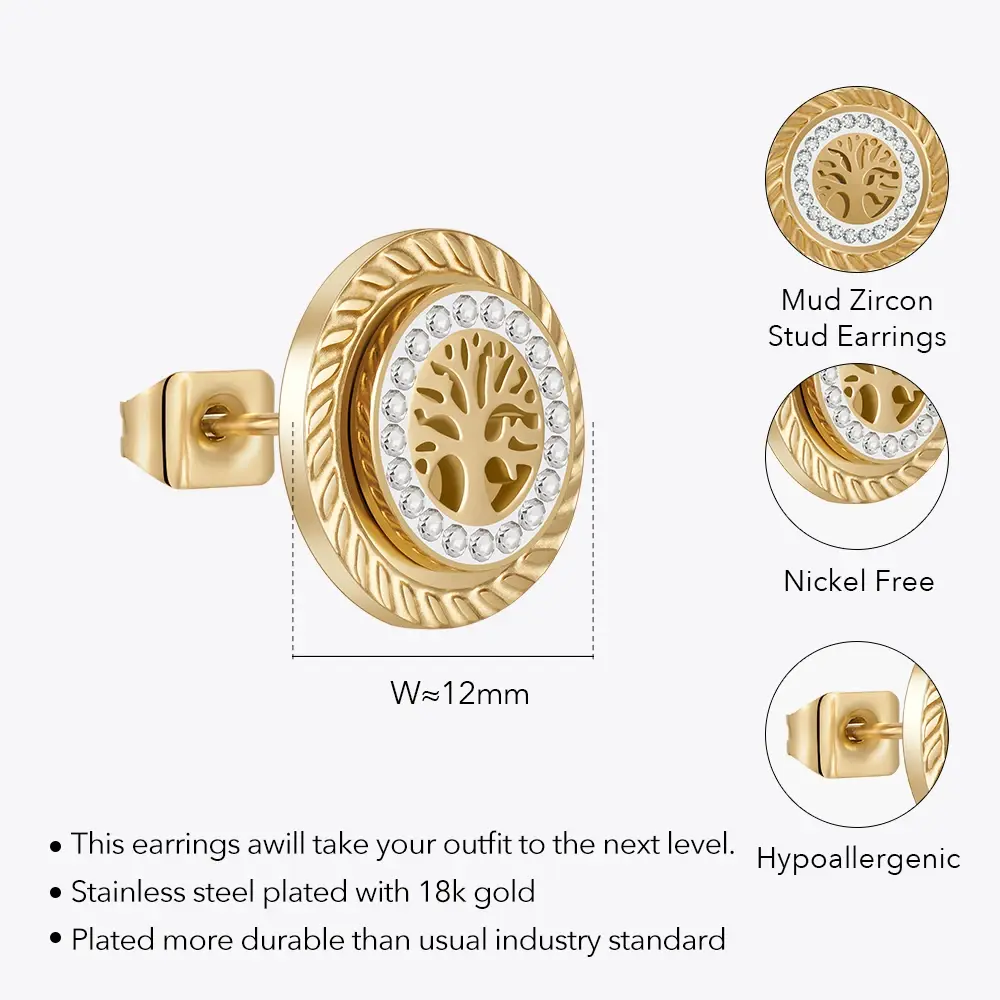 Mud Zircon
Stud Earrings
Nickel Free
W≈12mm
Hypoallergenic
• This earrings awill take your outfit to the next level.
• Stainless steel plated with 18k gold
• Plated more durable than usual industry standard